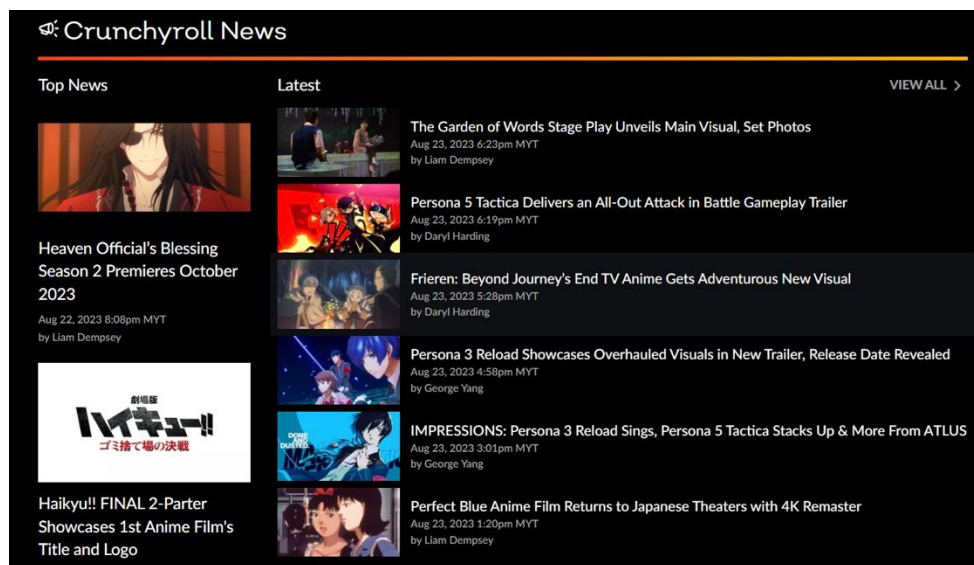 Crunchyroll News
Top News
Heaven Official's Blessing
Season 2 Premieres October
2023
Aug 22, 2023 8:08pm MYT
by Liam Dempsey
劇場版
ハイキュー!!
ゴミ捨て場の決戦
Haikyu!! FINAL 2-Parter
Showcases 1st Anime Film's
Title and Logo
Latest
VIEW ALL
The Garden of Words Stage Play Unveils Main Visual, Set Photos
Aug 23, 2023 6:23pm MYT
by Liam Dempsey
Persona 5 Tactica Delivers an All-Out Attack in Battle Gameplay Trailer
Aug 23, 2023 6:19pm MYT
by Daryl Harding
Frieren: Beyond Journey's End TV Anime Gets Adventurous New Visual
Aug 23, 2023 5:28pm MYT
by Daryl Harding
Persona 3 Reload Showcases Overhauled Visuals in New Trailer, Release Date Revealed
Aug 23, 2023 4:58pm MYT
by George Yang
DONE
AND
DUSTED
IMPRESSIONS: Persona 3 Reload Sings, Persona 5 Tactica Stacks Up & More From ATLUS
Aug 23, 2023 3:01pm MYT
by George Yang
Perfect Blue Anime Film Returns to Japanese Theaters with 4K Remaster
Aug 23, 2023 1:20pm MYT
by Liam Dempsey